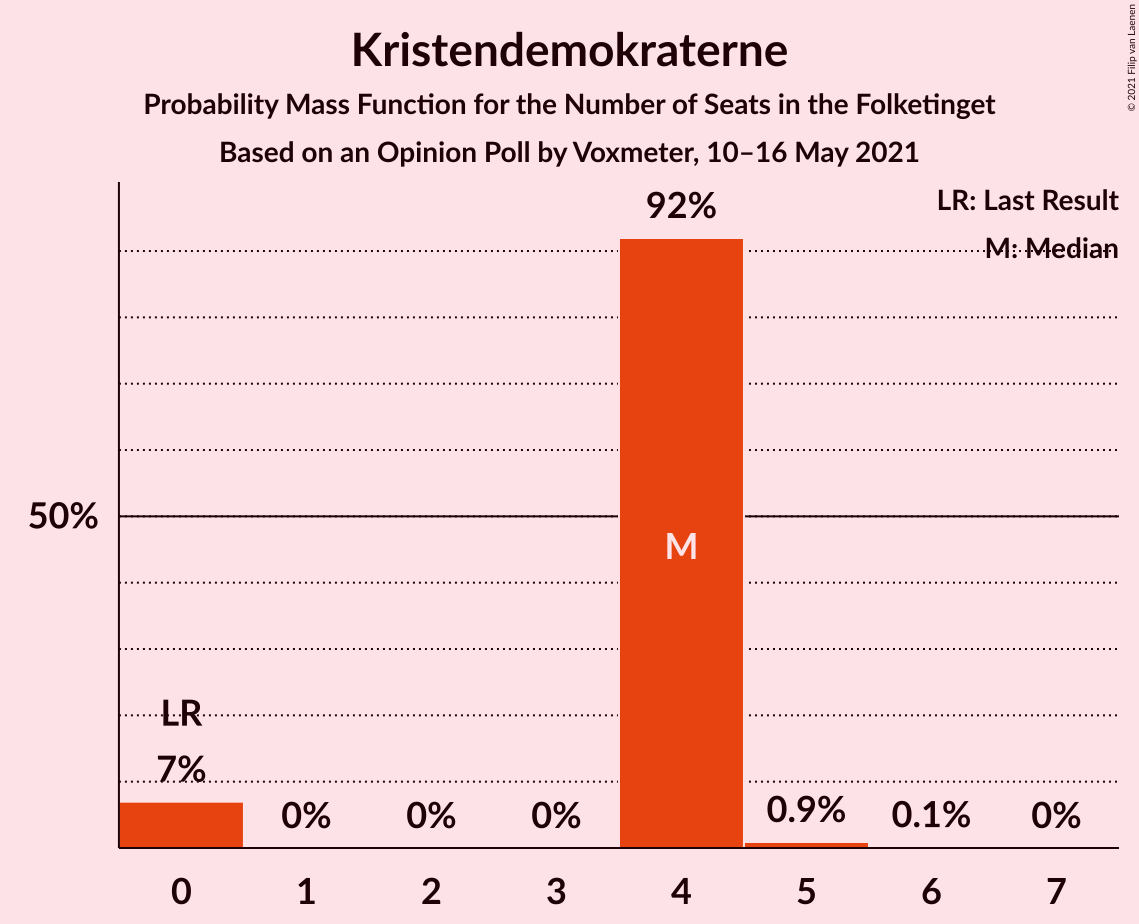 Kristendemokraterne
Probability Mass Function for the Number of Seats in the Folketinget
Based on an Opinion Poll by Voxmeter, 10–16 May 2021
© 2021 Filip van Laenen
LR: Last Result
M: Median
92%
50%
M
LR
7%
0%
0%
0%
0.9%
0.1%
0%
0 1 2 3 4 5 6 7